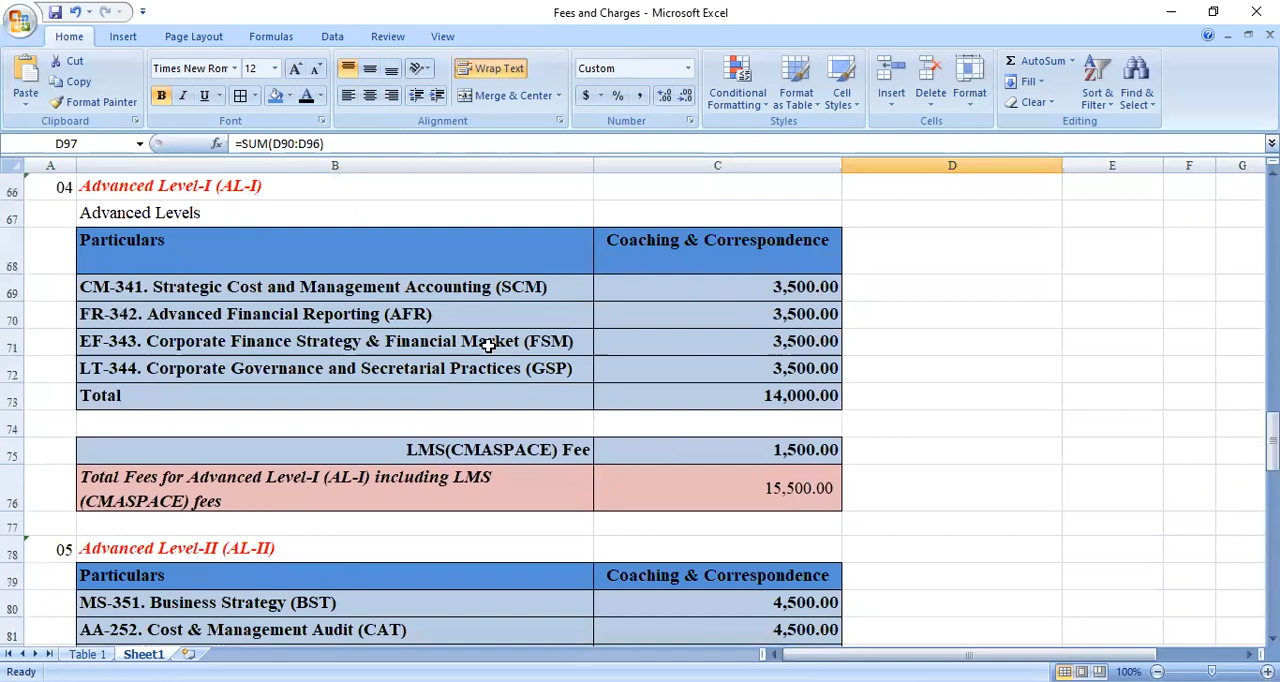 Fees and Charges - Microsoft Excel
Home Insert Page Layout Formulas Data Review View
Paste
Cut
Copy
Format Painter
Clipboard
Times New Ron 12
B I U
Font
Wrap Text
Merge & Center
Alignment
Custom
$ % ,
Number
Conditional Formatting
Format as Table
Cell Styles
Styles
Insert
Delete
Format
Cells
Σ AutoSum
Fill
Clear
Sort & Filter
Find & Select
Editing
D97 fx =SUM(D90:D96)
A B C D E F G
66 04 Advanced Level-I (AL-I)
67 Advanced Levels
68 Particulars Coaching & Correspondence
69 CM-341. Strategic Cost and Management Accounting (SCM) 3,500.00
70 FR-342. Advanced Financial Reporting (AFR) 3,500.00
71 EF-343. Corporate Finance Strategy & Financial Market (FSM) 3,500.00
72 LT-344. Corporate Governance and Secretarial Practices (GSP) 3,500.00
73 Total 14,000.00
74
75 LMS(CMASPACE) Fee 1,500.00
Total Fees for Advanced Level-I (AL-I) including LMS
76 (CMASPACE) fees 15,500.00
77
78 05 Advanced Level-II (AL-II)
79 Particulars Coaching & Correspondence
80 MS-351. Business Strategy (BST) 4,500.00
81 AA-252. Cost & Management Audit (CAT) 4,500.00
Table 1 Sheet1
Ready 100%